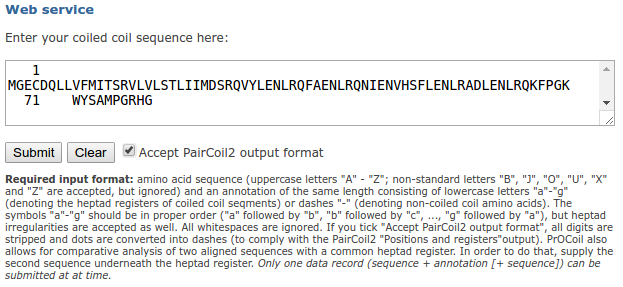 Web service
Enter your coiled coil sequence here:
1
MGECDQLLVFMITSRVLVLSTLIIMDSRQVYLENLRQFAENLRQNIENVHSFLENLRADLENLRQKFPGK
71 WYSAMPGRHG
Submit Clear Accept PairCoil2 output format
Required input format: amino acid sequence (uppercase letters "A" - "Z"; non-standard letters "B", "J", "O", "U", "X"
and "Z" are accepted, but ignored) and an annotation of the same length consisting of lowercase letters "a"-"g"
(denoting the heptad registers of coiled coil seqments) or dashes "-" (denoting non-coiled coil amino acids). The
symbols "a"-"g" should be in proper order ("a" followed by "b", "b" followed by "c", ..., "g" followed by "a"), but heptad
irregularities are accepted as well. All whitespaces are ignored. If you tick "Accept PairCoil2 output format", all digits are
stripped and dots are converted into dashes (to comply with the PairCoil2 "Positions and registers"output). PrOCoil also
allows for comparative analysis of two aligned sequences with a common heptad register. In order to do that, supply the
second sequence underneath the heptad register. Only one data record (sequence + annotation [+ sequence]) can be
submitted at at time.